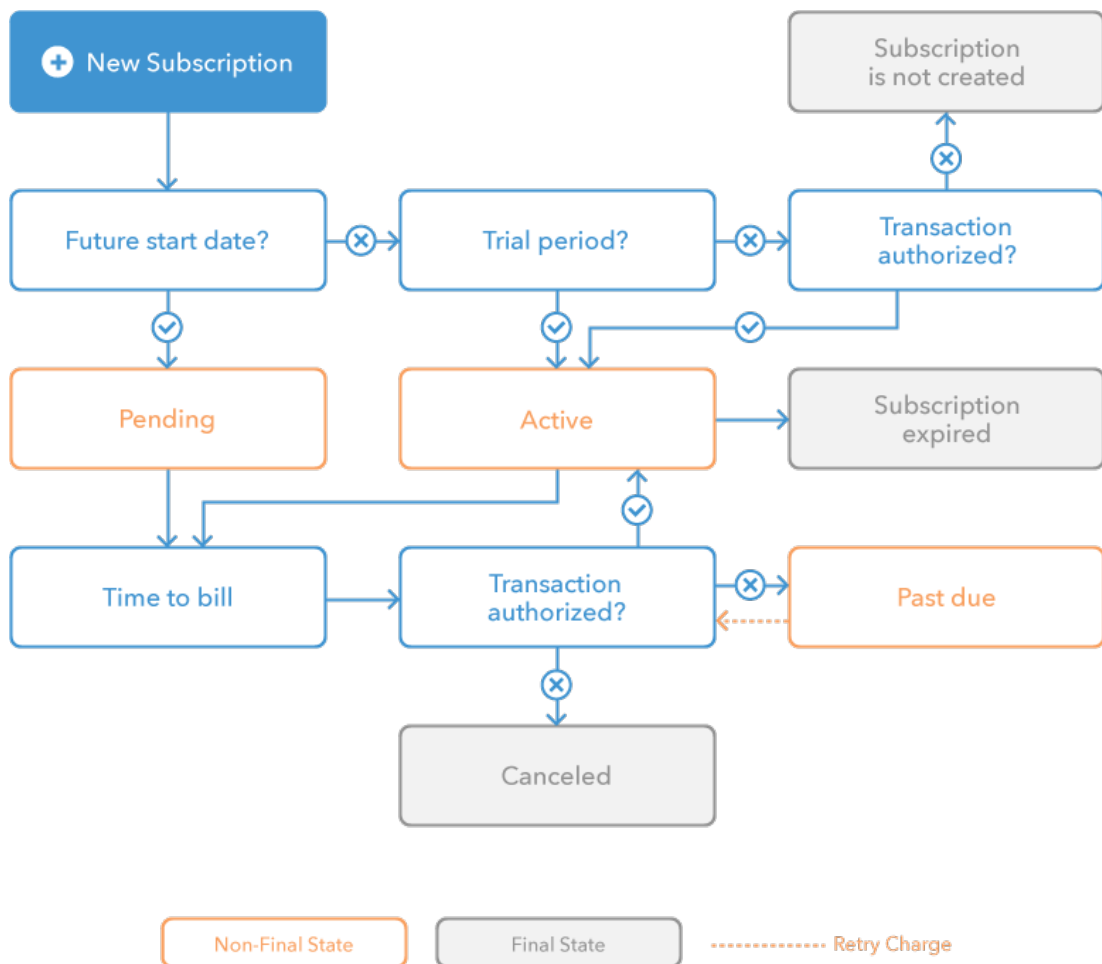 New Subscription
Subscription
is not created
Future start date?
Trial period?
Transaction
authorized?
Pending
Active
Subscription
expired
Time to bill
Transaction
authorized?
Past due
Canceled
Non-Final State
Final State
Retry Charge